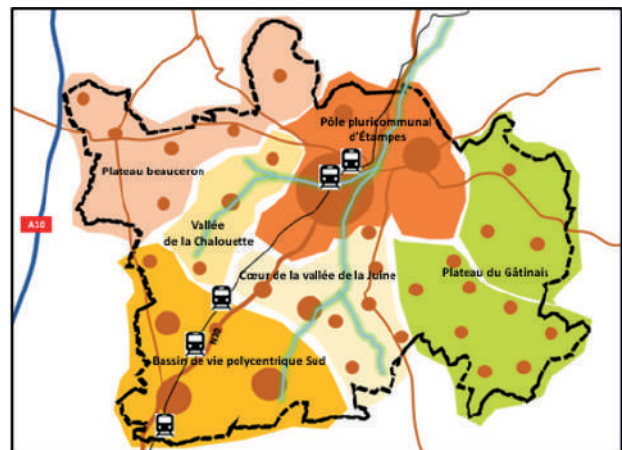 Pôle pluricommunal
d'Étampes
Plateau beauceron
A10
Vallée
de la Chalouette
Cœur de la vallée de la Juine
Plateau du Gâtinais
N20
Bassin de vie polycentrique Sud